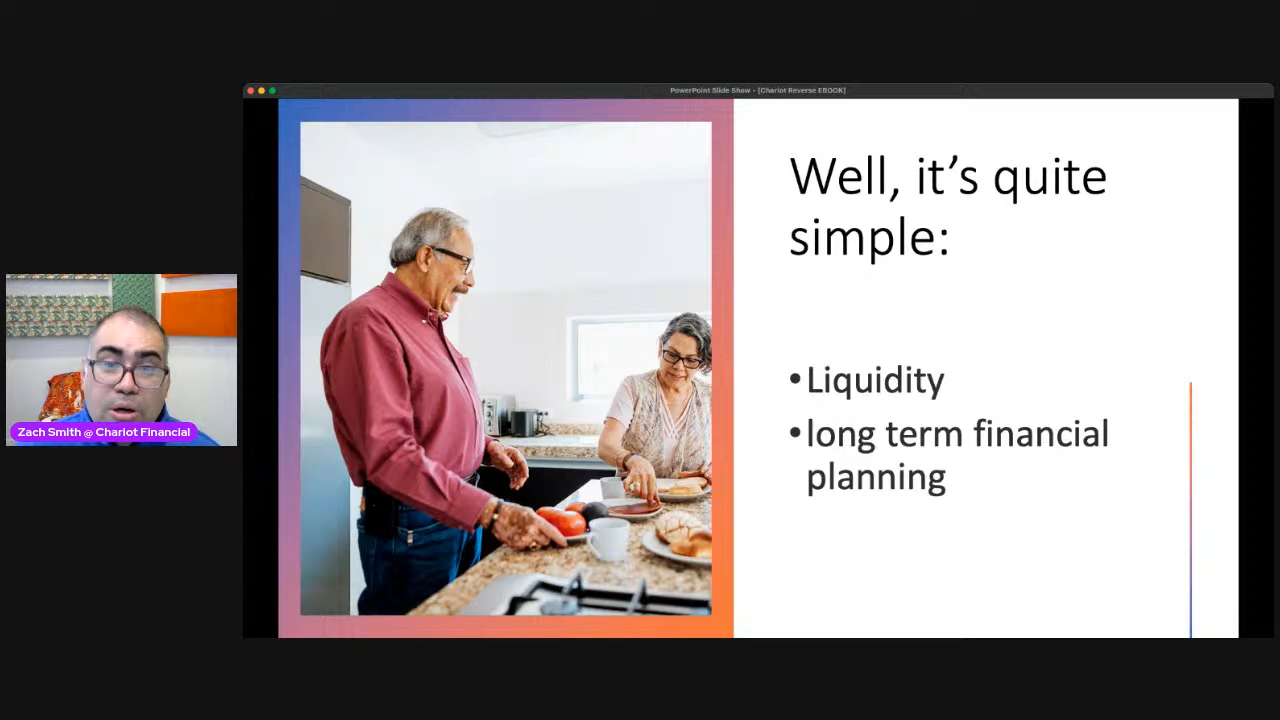 PowerPoint Slide Show - [Chariot Reverse EBOOK]
Well, it’s quite
simple:
•Liquidity
•long term financial
planning
Zach Smith @ Chariot Financial